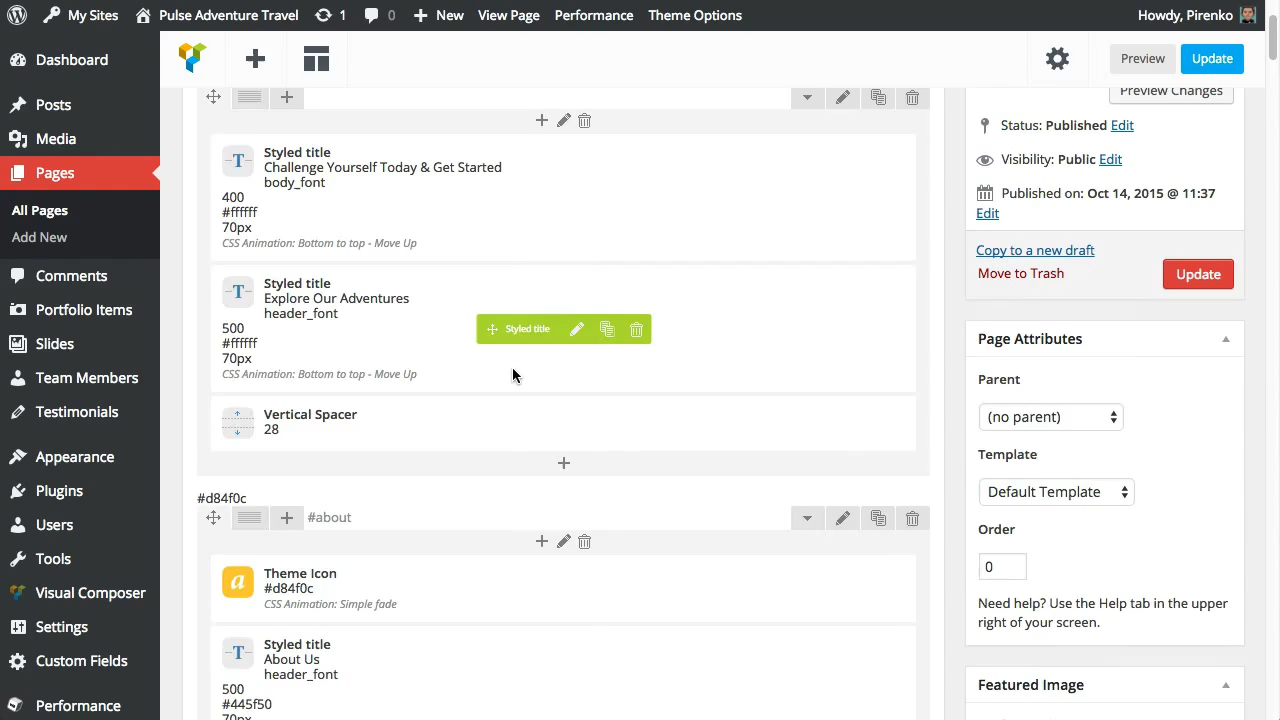 My Sites
Pulse Adventure Travel
1
0
New
View Page
Performance
Theme Options
Howdy, Pirenko
Dashboard
Posts
Media
Pages
All Pages
Add New
Comments
Portfolio Items
Slides
Team Members
Testimonials
Appearance
Plugins
Users
Tools
Visual Composer
Settings
Custom Fields
Performance
Preview
Update
Styled title
Challenge Yourself Today & Get Started
body_font
400
#ffffff
70px
CSS Animation: Bottom to top - Move Up
Styled title
Explore Our Adventures
header_font
500
#ffffff
70px
CSS Animation: Bottom to top - Move Up
Styled title
Vertical Spacer
28
#d84f0c
#about
Theme Icon
#d84f0c
CSS Animation: Simple fade
Styled title
About Us
header_font
500
#445f50
70px
Preview Changes
Status: Published Edit
Visibility: Public Edit
Published on: Oct 14, 2015 @ 11:37
Edit
Copy to a new draft
Move to Trash
Update
Page Attributes
Parent
(no parent)
Template
Default Template
Order
0
Need help? Use the Help tab in the upper
right of your screen.
Featured Image